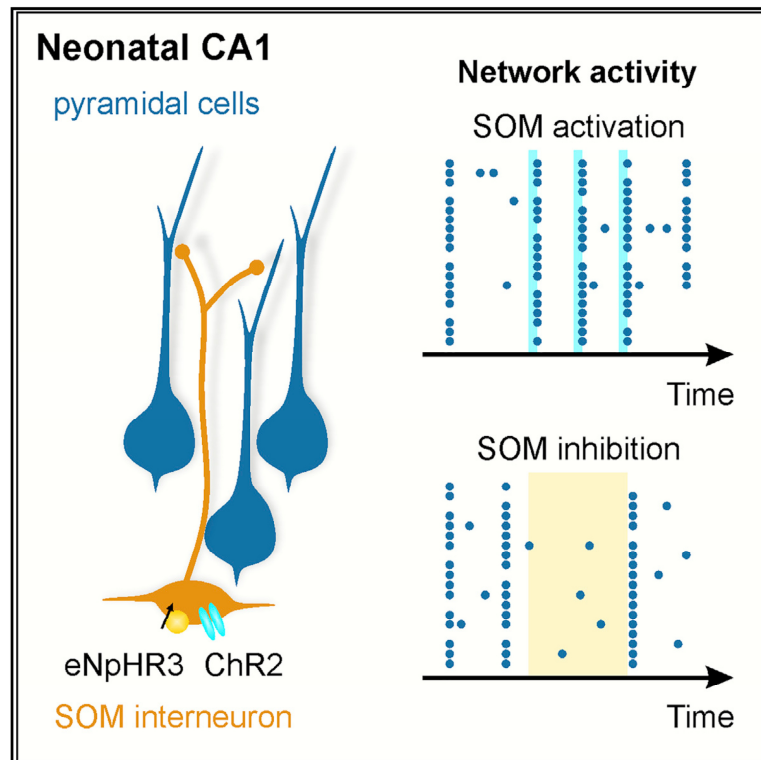 Neonatal CA1
pyramidal cells
eNpHR3 ChR2
SOM interneuron
Network activity
SOM activation
Time
SOM inhibition
Time